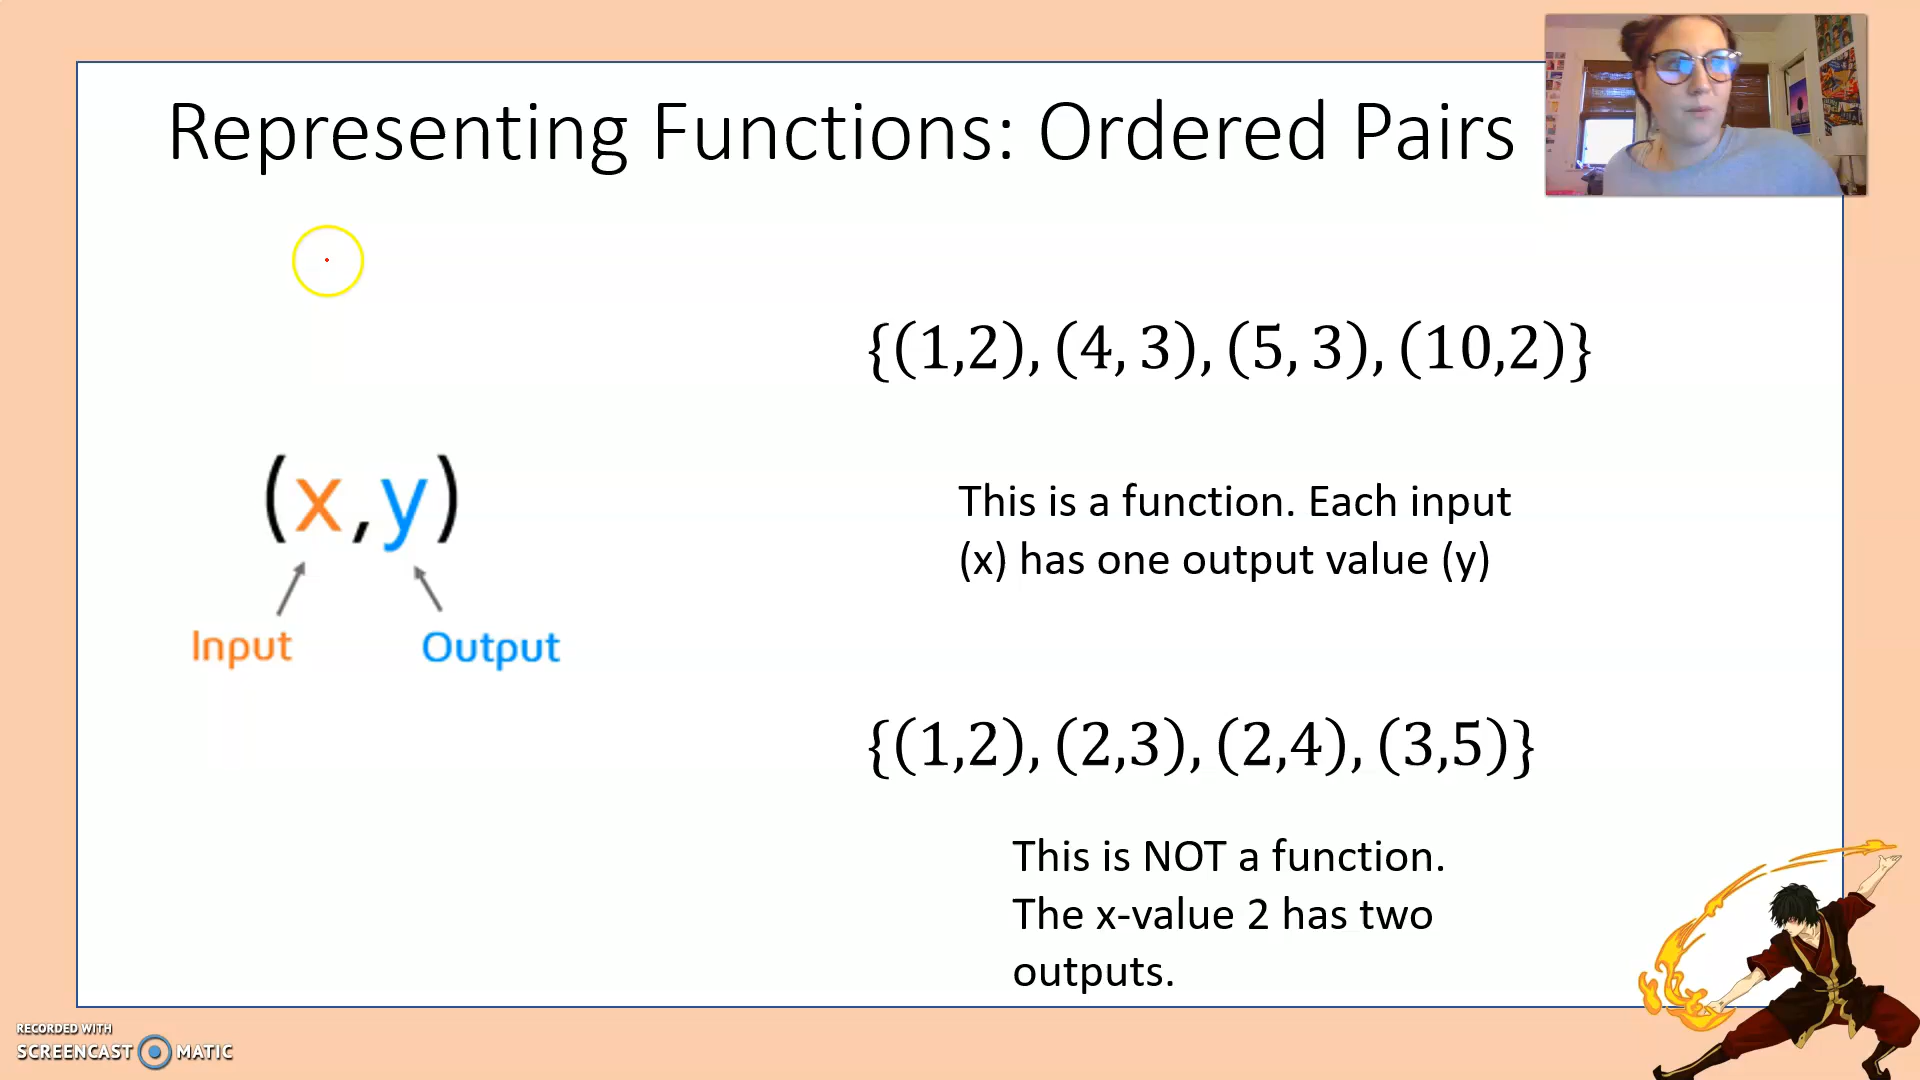 Representing Functions: Ordered Pairs
{(1,2), (4, 3), (5, 3), (10,2)}
(x,y)
This is a function. Each input
(x) has one output value (y)
Input
Output
{(1,2), (2,3), (2,4), (3,5)}
This is NOT a function.
The x-value 2 has two
outputs.
RECORDED WITH
SCREENCAST MATIC